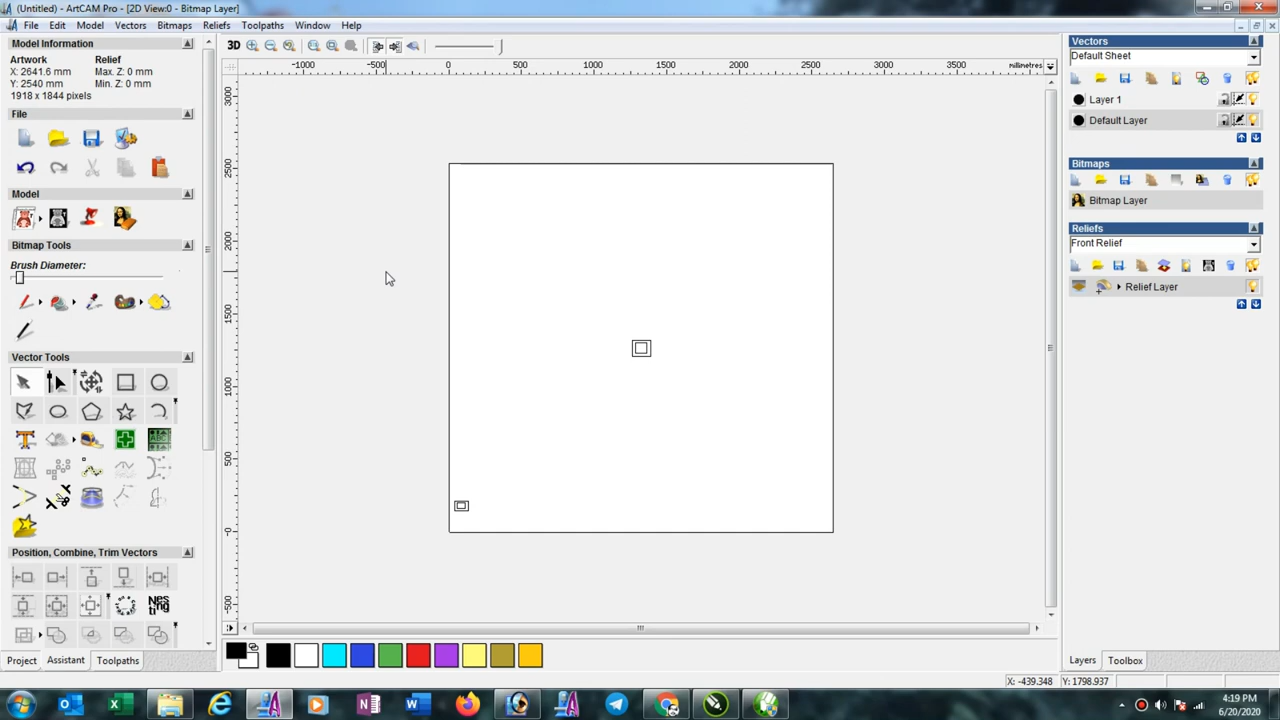 (Untitled) - ArtCAM Pro - [2D View:0 - Bitmap Layer]
File Edit Model Vectors Bitmaps Reliefs Toolpaths Window Help
Model Information
Artwork Relief
X: 2641.6 mm Max. Z: 0 mm
Y: 2540 mm Min. Z: 0 mm
1918 x 1844 pixels
File
Model
Bitmap Tools
Brush Diameter:
Vector Tools
Position, Combine, Trim Vectors
Nesting
Project Assistant Toolpaths
3D
-1000 -500 0 500 1000 1500 2000 2500 3000 3500 millimetres
3000
2500
2000
1500
1000
500
-0
-500
Vectors
Default Sheet
Layer 1
Default Layer
Bitmaps
Bitmap Layer
Reliefs
Front Relief
Relief Layer
Layers Toolbox
X: -439.348 Y: 1798.937
4:19 PM
6/20/2020